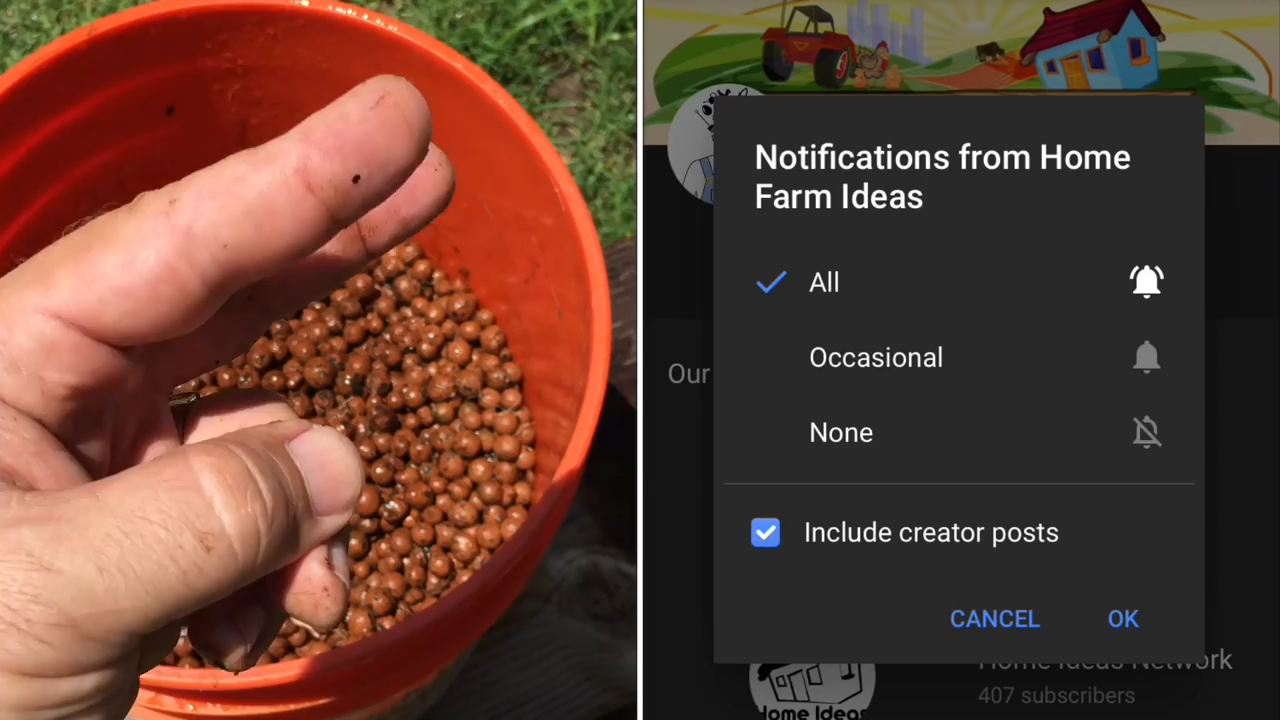 Notifications from Home
Farm Ideas
All
Occasional
None
Our
Include creator posts
CANCEL
OK
Home Ideas Network
407 subscribers
Home Ideas